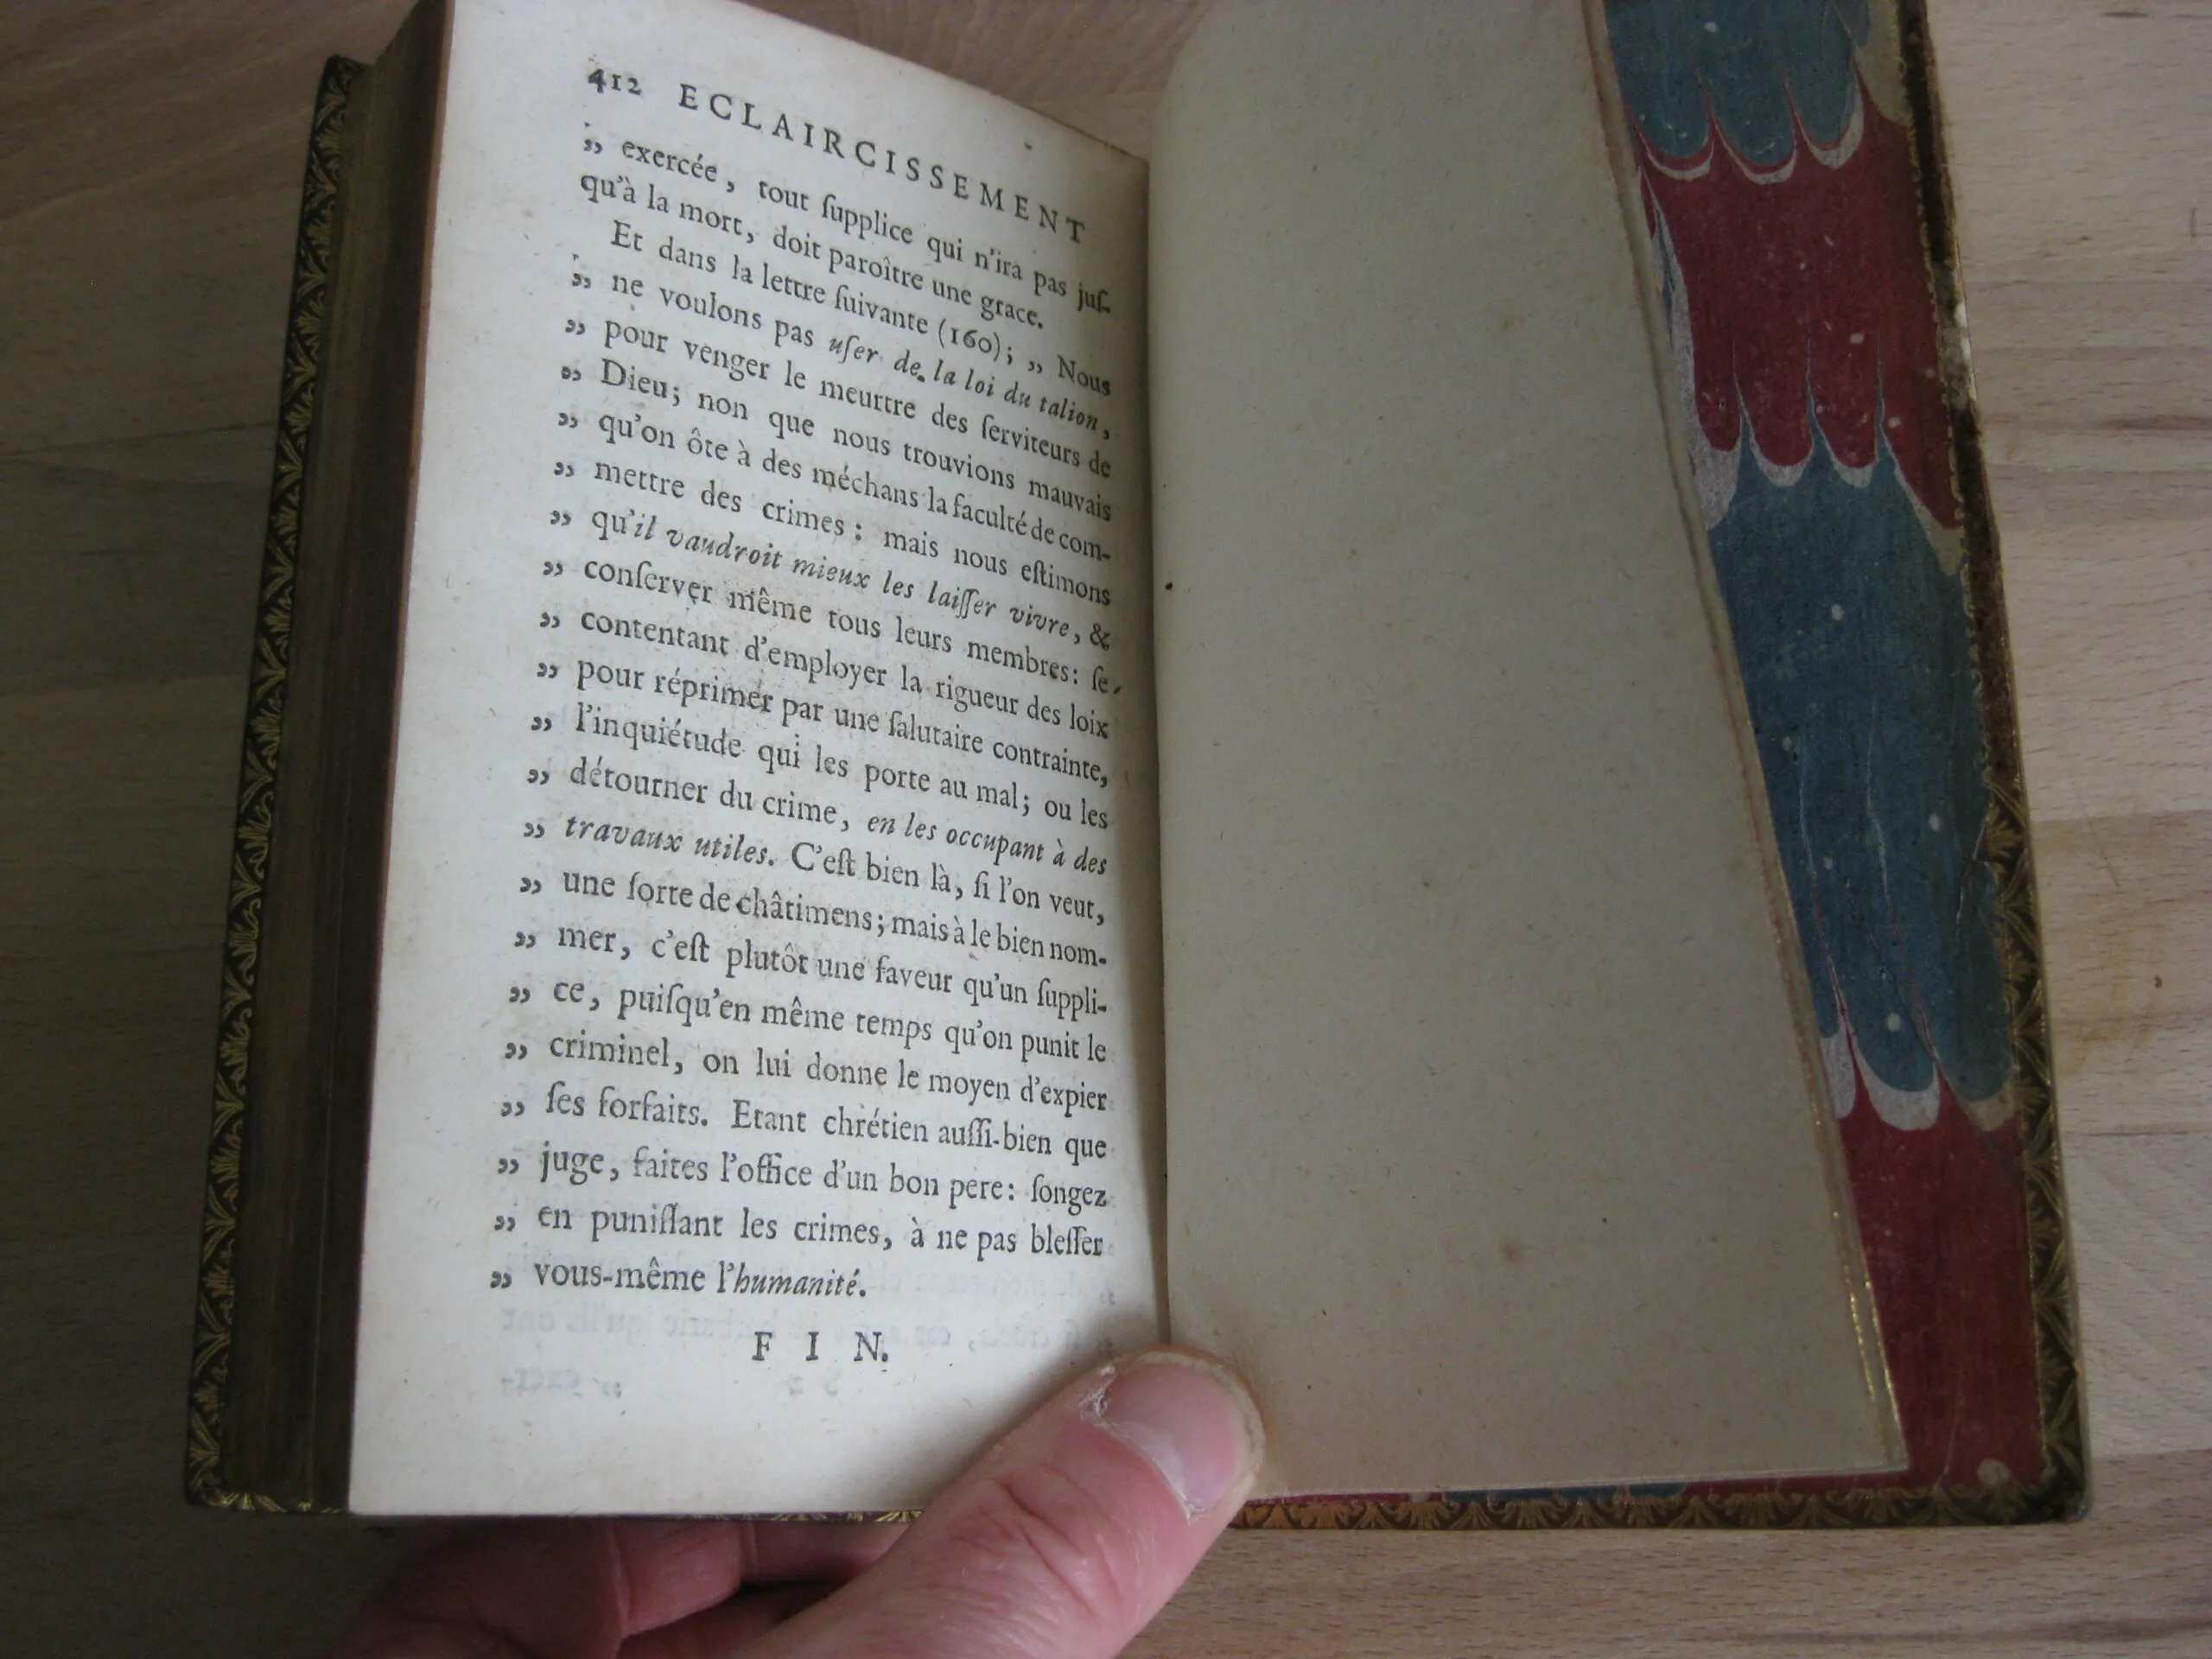 412 ECLAIRCISSEMENT
„ exercée, tout ſupplice qui n'ira pas juſ-
qu'à la mort, doit paroître une grace.
Et dans la lettre ſuivante (160); „ Nous
„ ne voulons pas uſer de la loi du talion,
„ pour venger le meurtre des ſerviteurs de
„ Dieu; non que nous trouvions mauvais
„ qu'on ôte à des méchans la faculté de com-
„ mettre des crimes: mais nous eſtimons
„ qu'il vaudroit mieux les laiſſer vivre, &
„ conſerver même tous leurs membres: ſe
„ contentant d'employer la rigueur des loix
„ pour réprimer par une ſalutaire contrainte,
„ l'inquiétude qui les porte au mal; ou les
„ détourner du crime, en les occupant à des
„ travaux utiles. C'eſt bien là, ſi l'on veut,
„ une ſorte de châtimens; mais à le bien nom-
„ mer, c'eſt plutôt une faveur qu'un ſuppli-
„ ce, puiſqu'en même temps qu'on punit le
„ criminel, on lui donne le moyen d'expier
„ ſes forfaits. Etant chrétien auſſi-bien que
„ juge, faites l'office d'un bon pere: ſongez
„ en puniſſant les crimes, à ne pas bleſſer
„ vous-même l'humanité.
F I N.